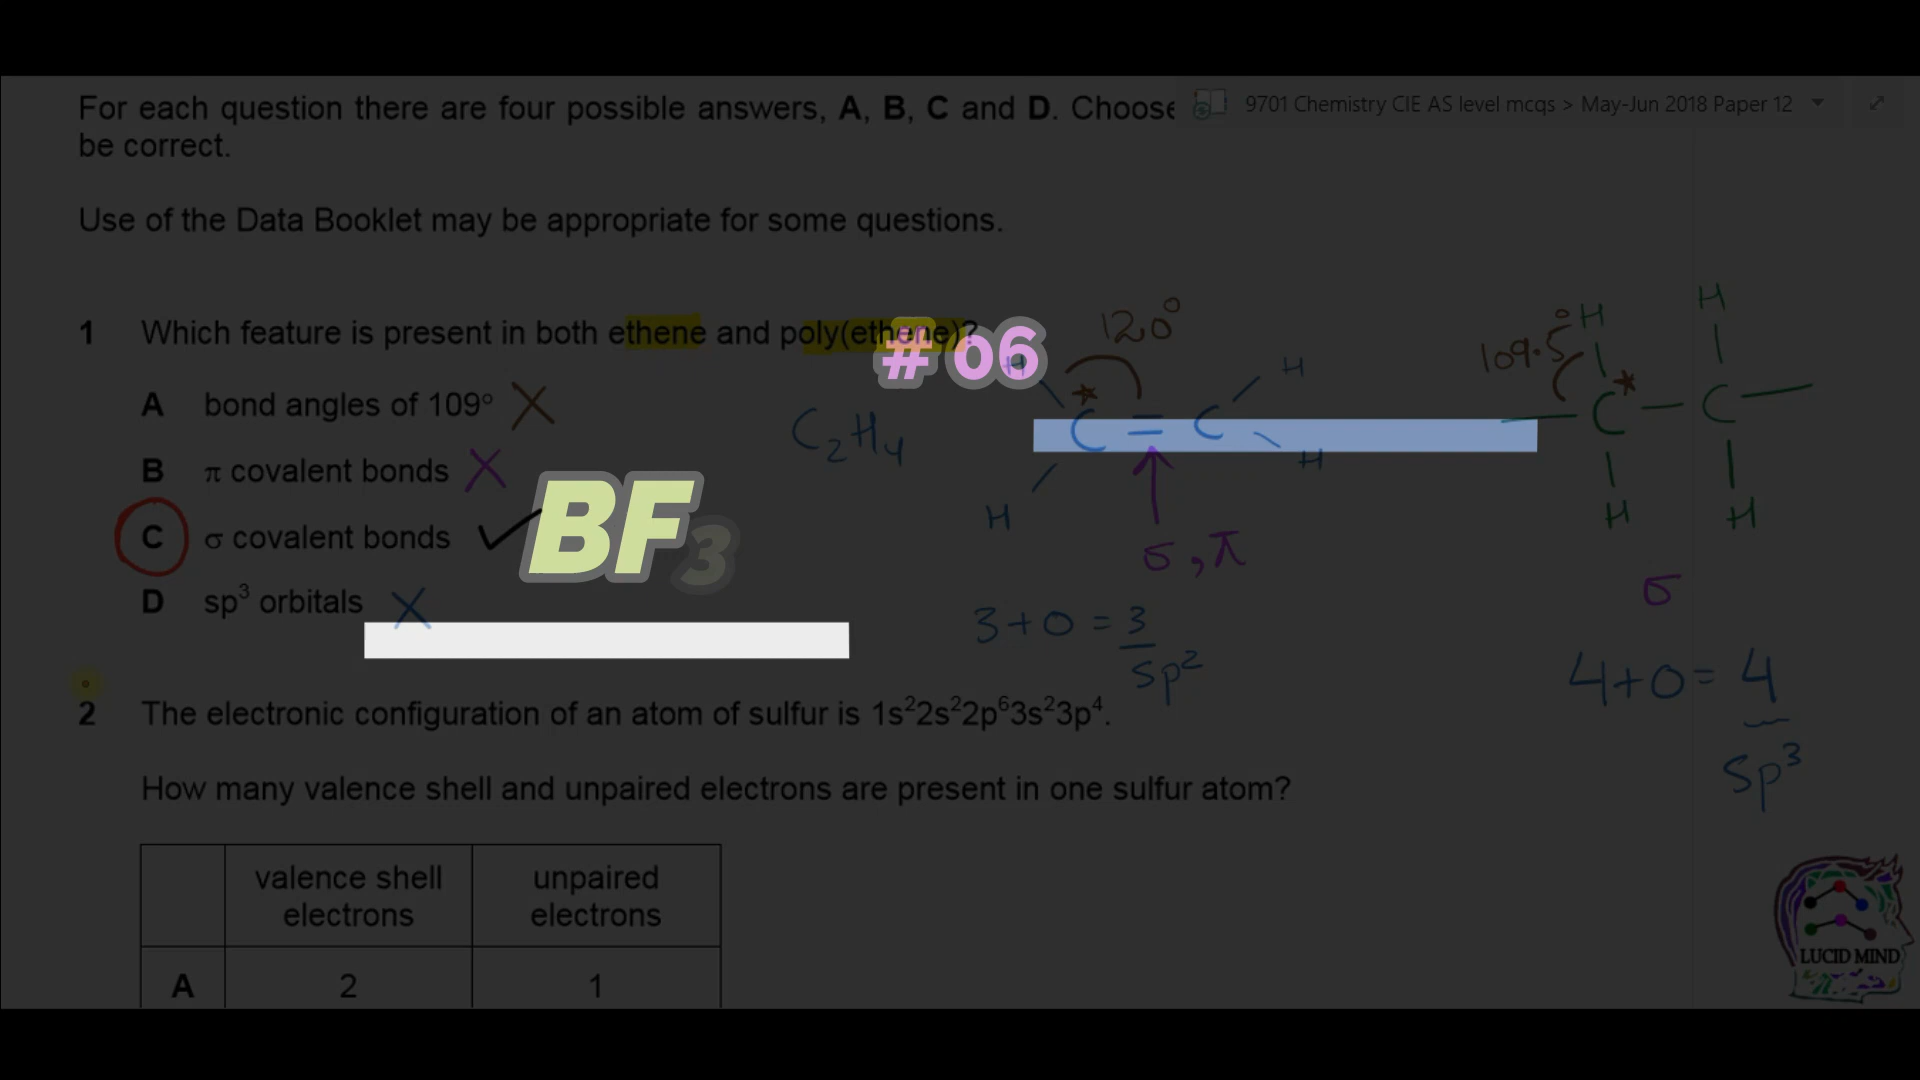 For each question there are four possible answers, A, B, C and D. Choose
9701 Chemistry CIE AS level mcqs > May-Jun 2018 Paper 12
be correct.
Use of the Data Booklet may be appropriate for some questions.
1 Which feature is present in both ethene and poly(ethene)?
# 06
A bond angles of 109°
B π covalent bonds
C σ covalent bonds
D sp³ orbitals
BF₃
C₂H₄
120°
H H
C = C
H H
σ, π
3+0 = 3
sp²
109.5°
H H
C – C
H H
σ
4+0 = 4
sp³
2 The electronic configuration of an atom of sulfur is 1s²2s²2p⁶3s²3p⁴.
How many valence shell and unpaired electrons are present in one sulfur atom?
valence shell electrons unpaired electrons
A 2 1
LUCID MIND